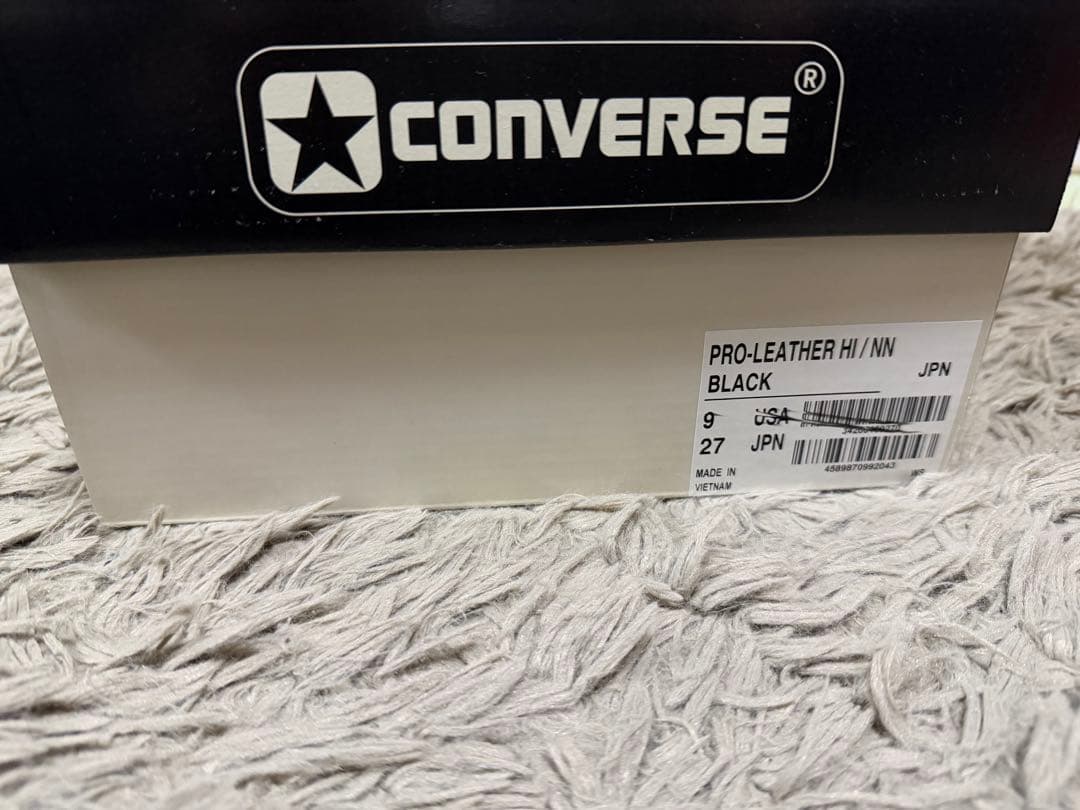 CONVERSE®
PRO-LEATHER HI / NN
BLACK
JPN
9 USA
27 JPN
4589870992043
MADE IN
VIETNAM